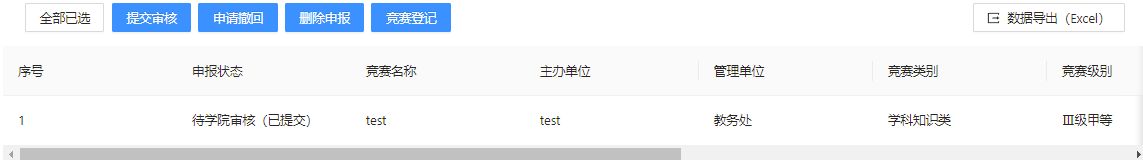 全部已选 提交审核 申请撤回 删除申报 竞赛登记 数据导出（Excel）
序号 申报状态 竞赛名称 主办单位 管理单位 竞赛类别 竞赛级别
1 待学院审核（已提交） test test 教务处 学科知识类 Ⅲ级甲等